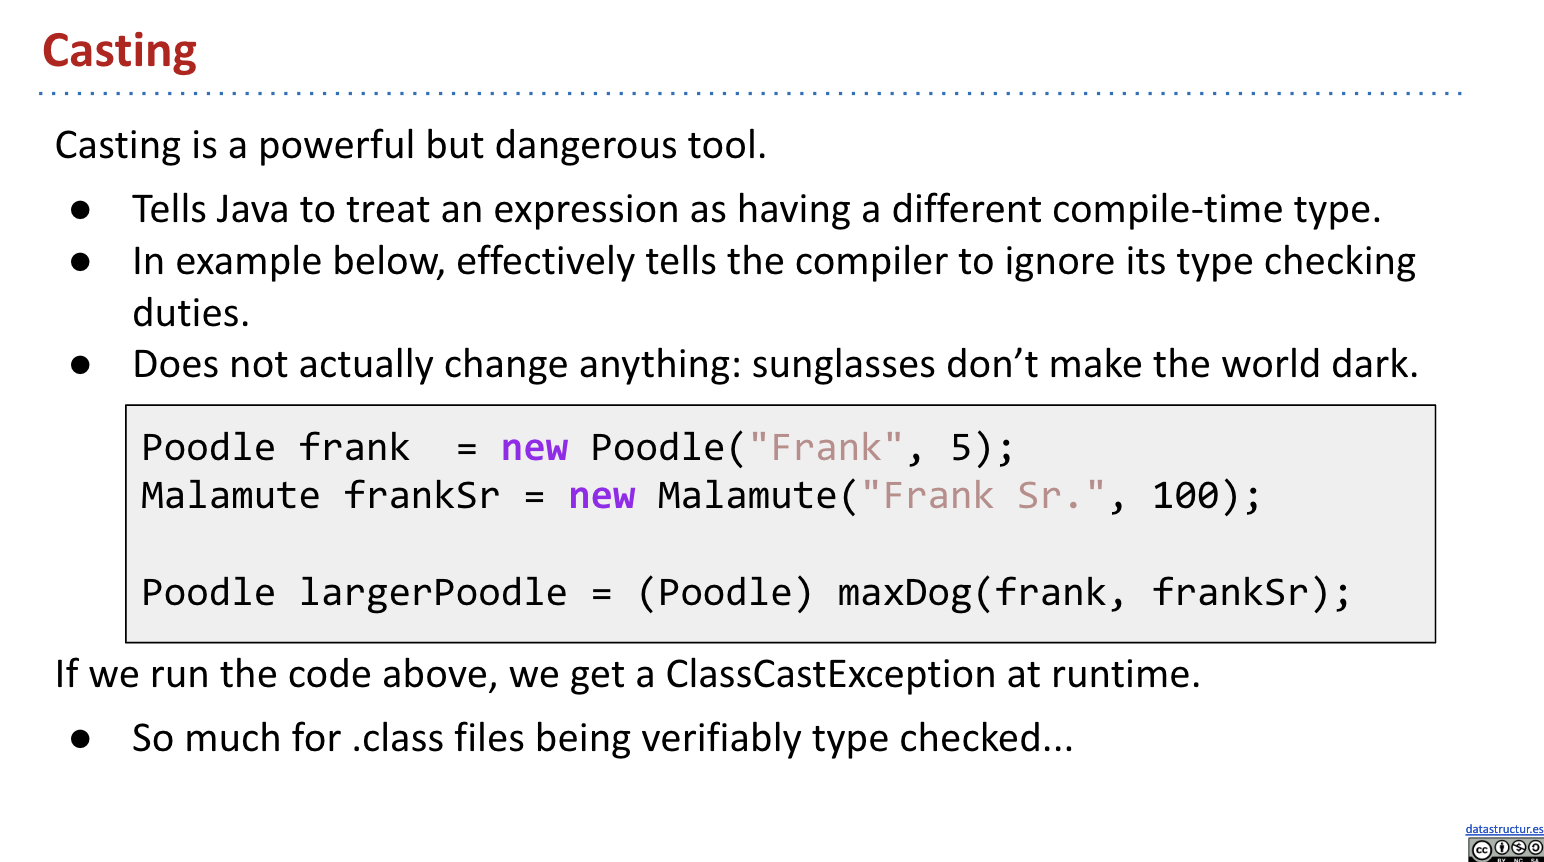 Casting
Casting is a powerful but dangerous tool.
● Tells Java to treat an expression as having a different compile-time type.
● In example below, effectively tells the compiler to ignore its type checking
duties.
● Does not actually change anything: sunglasses don’t make the world dark.
Poodle frank  = new Poodle("Frank", 5);
Malamute frankSr = new Malamute("Frank Sr.", 100);
Poodle largerPoodle = (Poodle) maxDog(frank, frankSr);
If we run the code above, we get a ClassCastException at runtime.
● So much for .class files being verifiably type checked...
datastructur.es
cc
BY NC SA